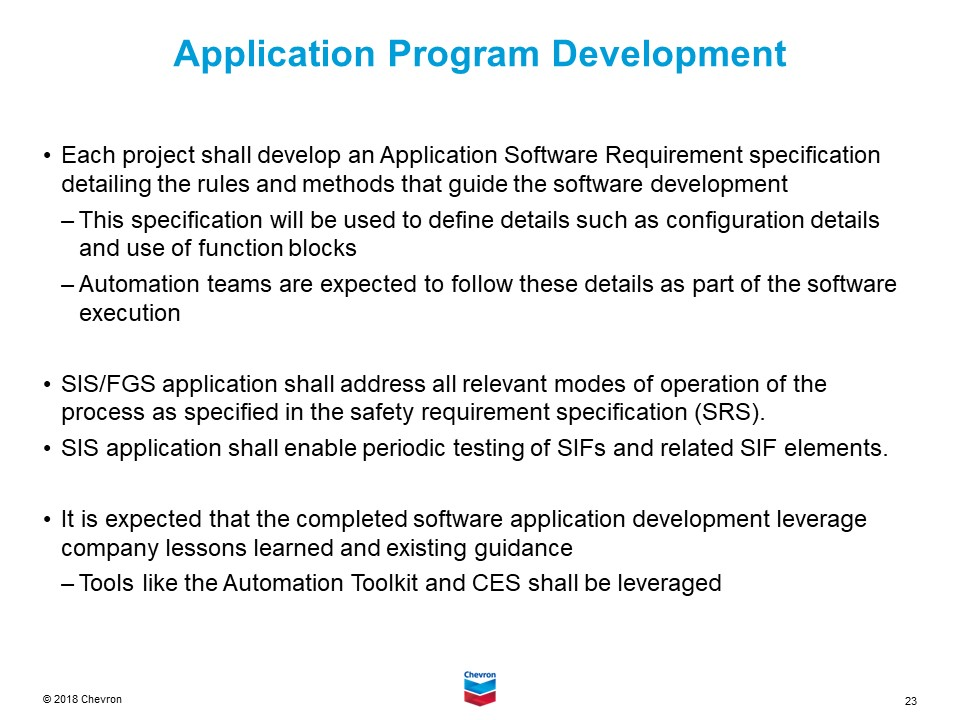 Application Program Development
• Each project shall develop an Application Software Requirement specification
detailing the rules and methods that guide the software development
– This specification will be used to define details such as configuration details
and use of function blocks
– Automation teams are expected to follow these details as part of the software
execution
• SIS/FGS application shall address all relevant modes of operation of the
process as specified in the safety requirement specification (SRS).
• SIS application shall enable periodic testing of SIFs and related SIF elements.
• It is expected that the completed software application development leverage
company lessons learned and existing guidance
– Tools like the Automation Toolkit and CES shall be leveraged
© 2018 Chevron
Chevron
23